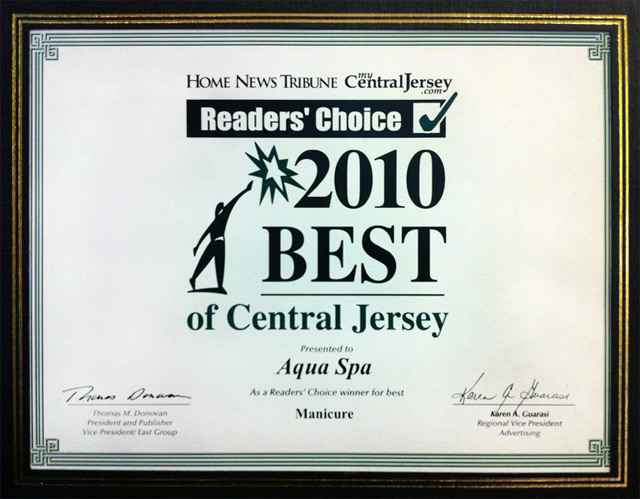 HOME NEWS TRIBUNE my CentralJersey .com
Readers' Choice
2010
BEST
of Central Jersey
Presented to
Aqua Spa
As a Readers' Choice winner for best
Manicure
Thomas Donovan
Thomas M. Donovan
President and Publisher
Vice President/ East Group
Karen A. Guarasi
Karen A. Guarasi
Regional Vice President
Advertising